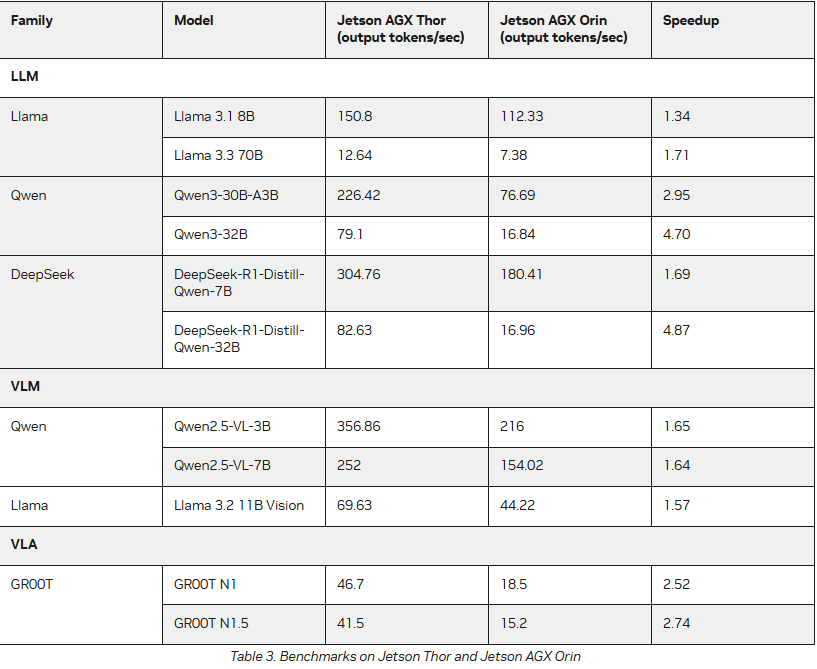 Family Model Jetson AGX Thor (output tokens/sec) Jetson AGX Orin (output tokens/sec) Speedup
LLM
Llama Llama 3.1 8B 150.8 112.33 1.34
Llama 3.3 70B 12.64 7.38 1.71
Qwen Qwen3-30B-A3B 226.42 76.69 2.95
Qwen3-32B 79.1 16.84 4.70
DeepSeek DeepSeek-R1-Distill-Qwen-7B 304.76 180.41 1.69
DeepSeek-R1-Distill-Qwen-32B 82.63 16.96 4.87
VLM
Qwen Qwen2.5-VL-3B 356.86 216 1.65
Qwen2.5-VL-7B 252 154.02 1.64
Llama Llama 3.2 11B Vision 69.63 44.22 1.57
VLA
GR00T GR00T N1 46.7 18.5 2.52
GR00T N1.5 41.5 15.2 2.74
Table 3. Benchmarks on Jetson Thor and Jetson AGX Orin